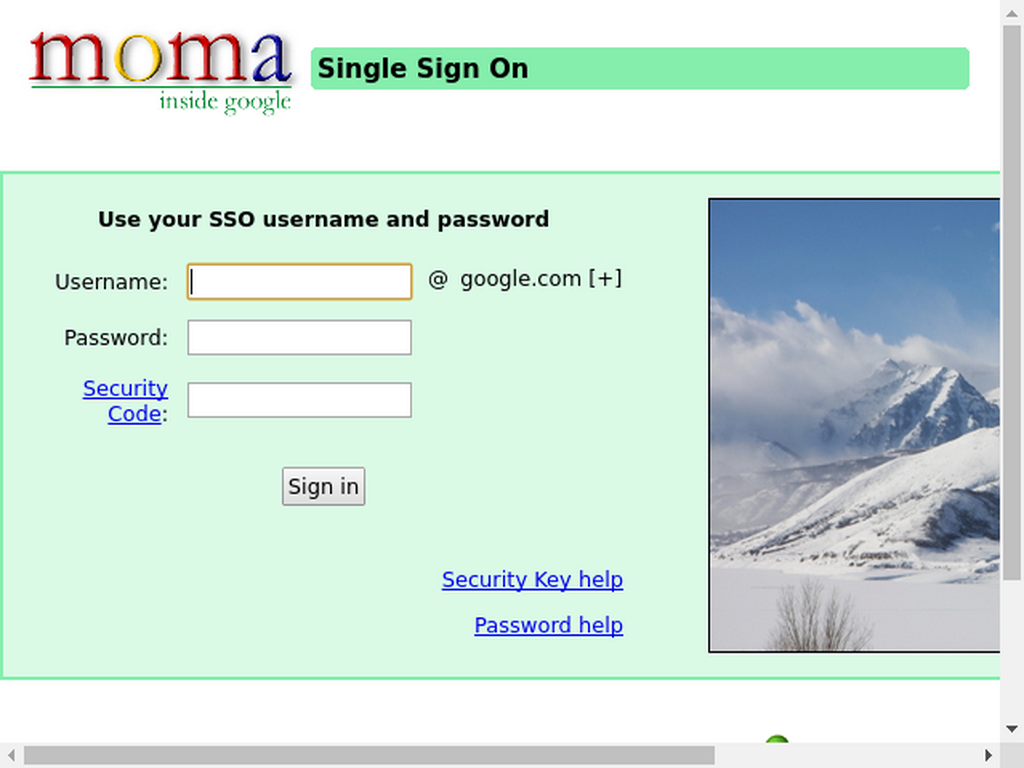 moma
inside google
Single Sign On
Use your SSO username and password
Username:
@ google.com [+]
Password:
Security
Code:
Sign in
Security Key help
Password help